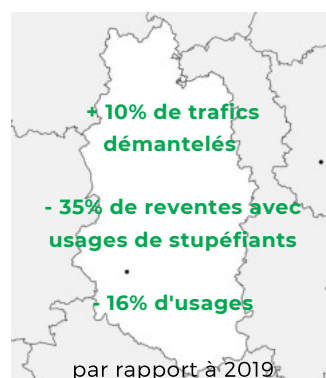 + 10% de trafics
démantelés
- 35% de reventes avec
usages de stupéfiants
- 16% d'usages
par rapport à 2019